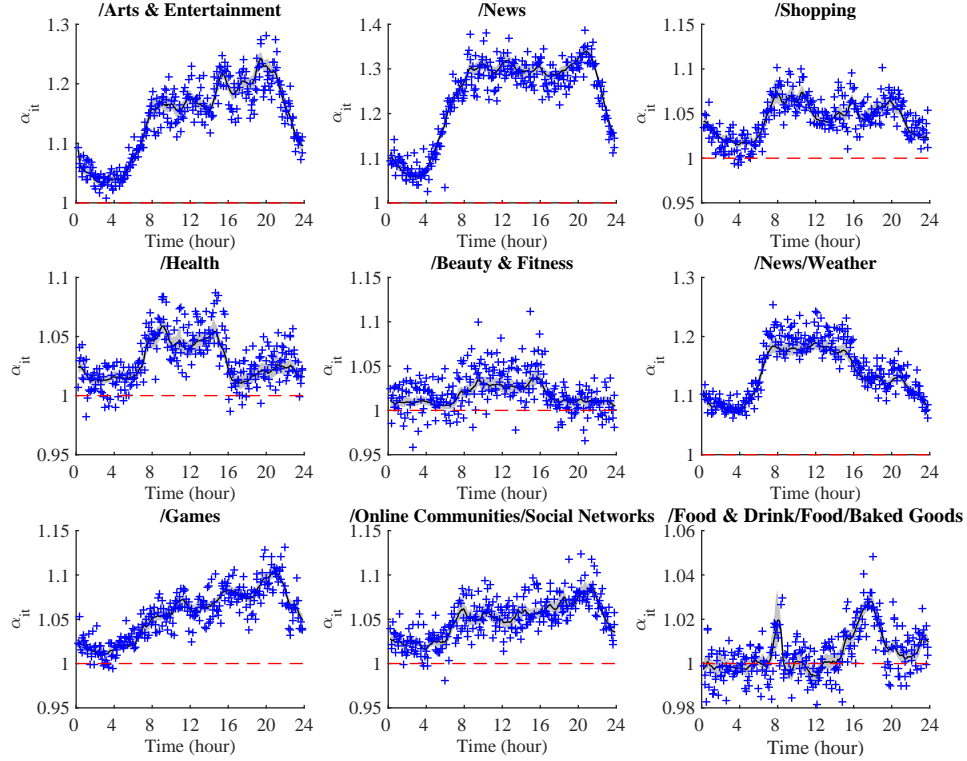 /Arts & Entertainment
1.3
1.2
1.1
1
α_it
0 4 8 12 16 20 24
Time (hour)
/News
1.4
1.3
1.2
1.1
1
α_it
0 4 8 12 16 20 24
Time (hour)
/Shopping
1.15
1.1
1.05
1
0.95
α_it
0 4 8 12 16 20 24
Time (hour)
/Health
1.1
1.05
1
0.95
α_it
0 4 8 12 16 20 24
Time (hour)
/Beauty & Fitness
1.15
1.1
1.05
1
0.95
α_it
0 4 8 12 16 20 24
Time (hour)
/News/Weather
1.3
1.2
1.1
1
α_it
0 4 8 12 16 20 24
Time (hour)
/Games
1.15
1.1
1.05
1
0.95
α_it
0 4 8 12 16 20 24
Time (hour)
/Online Communities/Social Networks
1.15
1.1
1.05
1
0.95
α_it
0 4 8 12 16 20 24
Time (hour)
/Food & Drink/Food/Baked Goods
1.06
1.04
1.02
1
0.98
α_it
0 4 8 12 16 20 24
Time (hour)